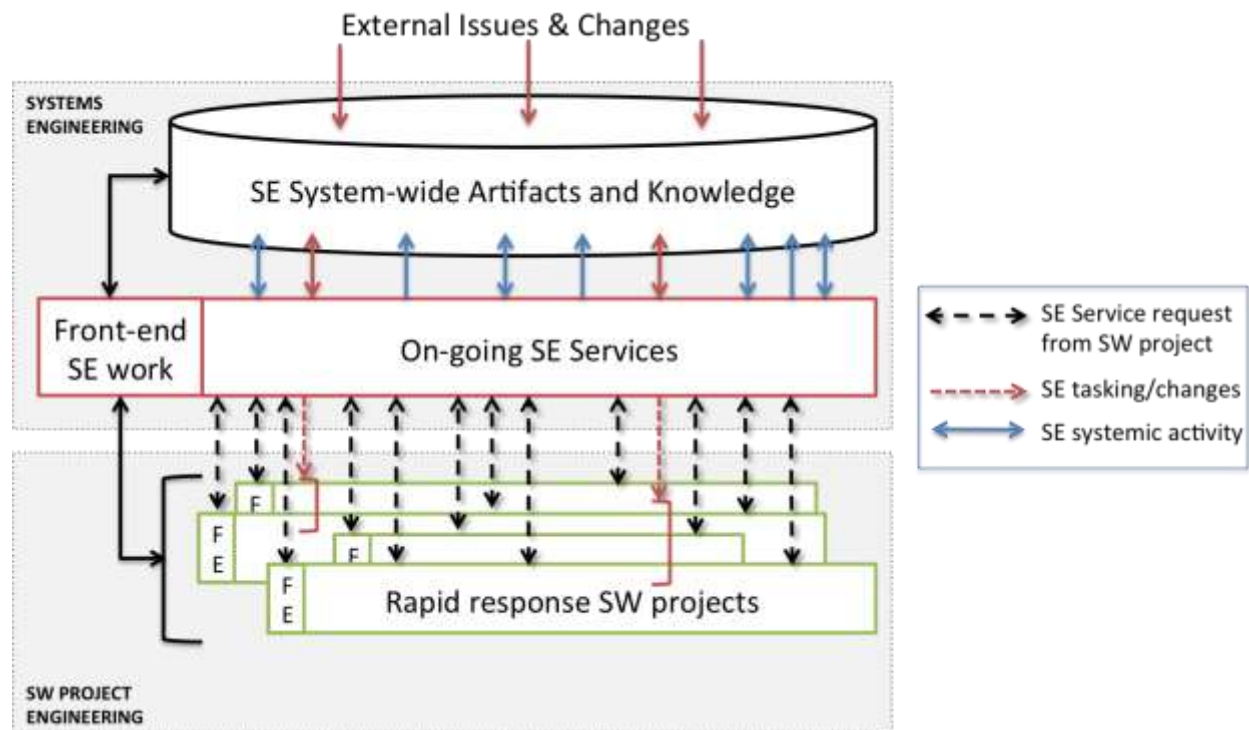 External Issues & Changes
SYSTEMS
ENGINEERING
SE System-wide Artifacts and Knowledge
Front-end
SE work
On-going SE Services
SE Service request
from SW project
SE tasking/changes
SE systemic activity
F
F
E
F
F
E
Rapid response SW projects
SW PROJECT
ENGINEERING